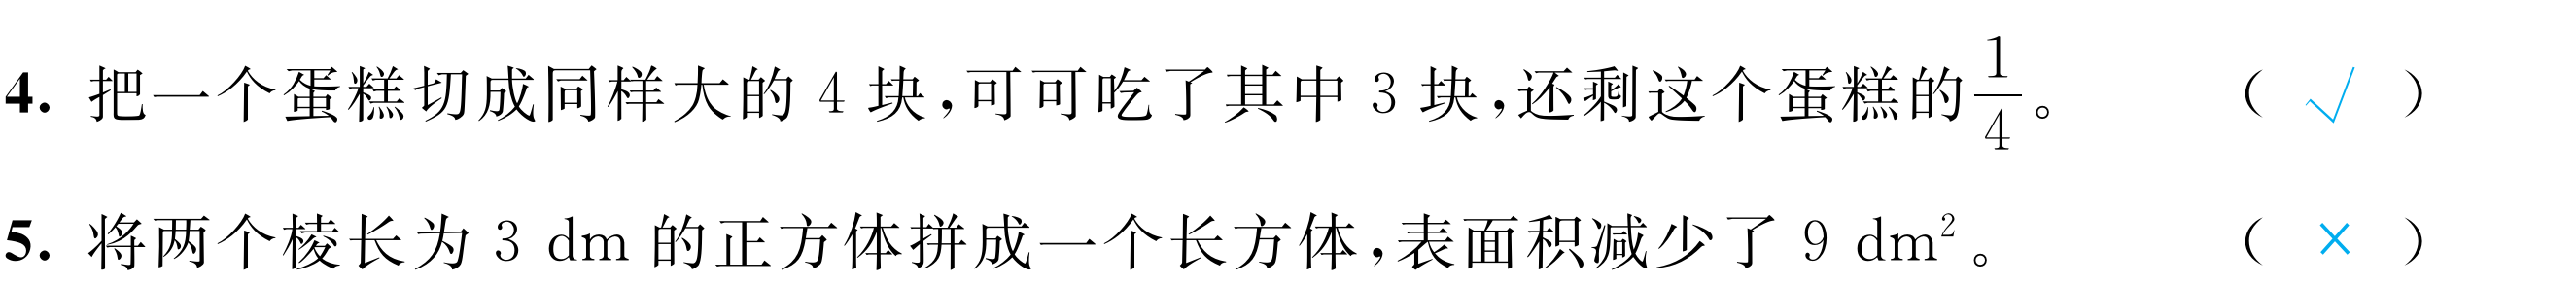 4. 把一个蛋糕切成同样大的 4 块,可可吃了其中 3 块,还剩这个蛋糕的1/4。 ( √ )
5. 将两个棱长为 3 dm 的正方体拼成一个长方体,表面积减少了 9 dm²。 ( × )